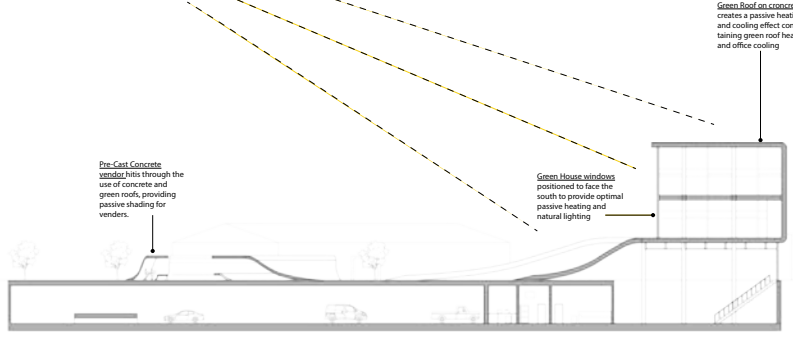 Green Roof on croncre
creates a passive heati
and cooling effect con
taining green roof hea
and office cooling
Pre-Cast Concrete
vendor hitis through the
use of concrete and
green roofs, providing
passive shading for
venders.
Green House windows
positioned to face the
south to provide optimal
passive heating and
natural lighting